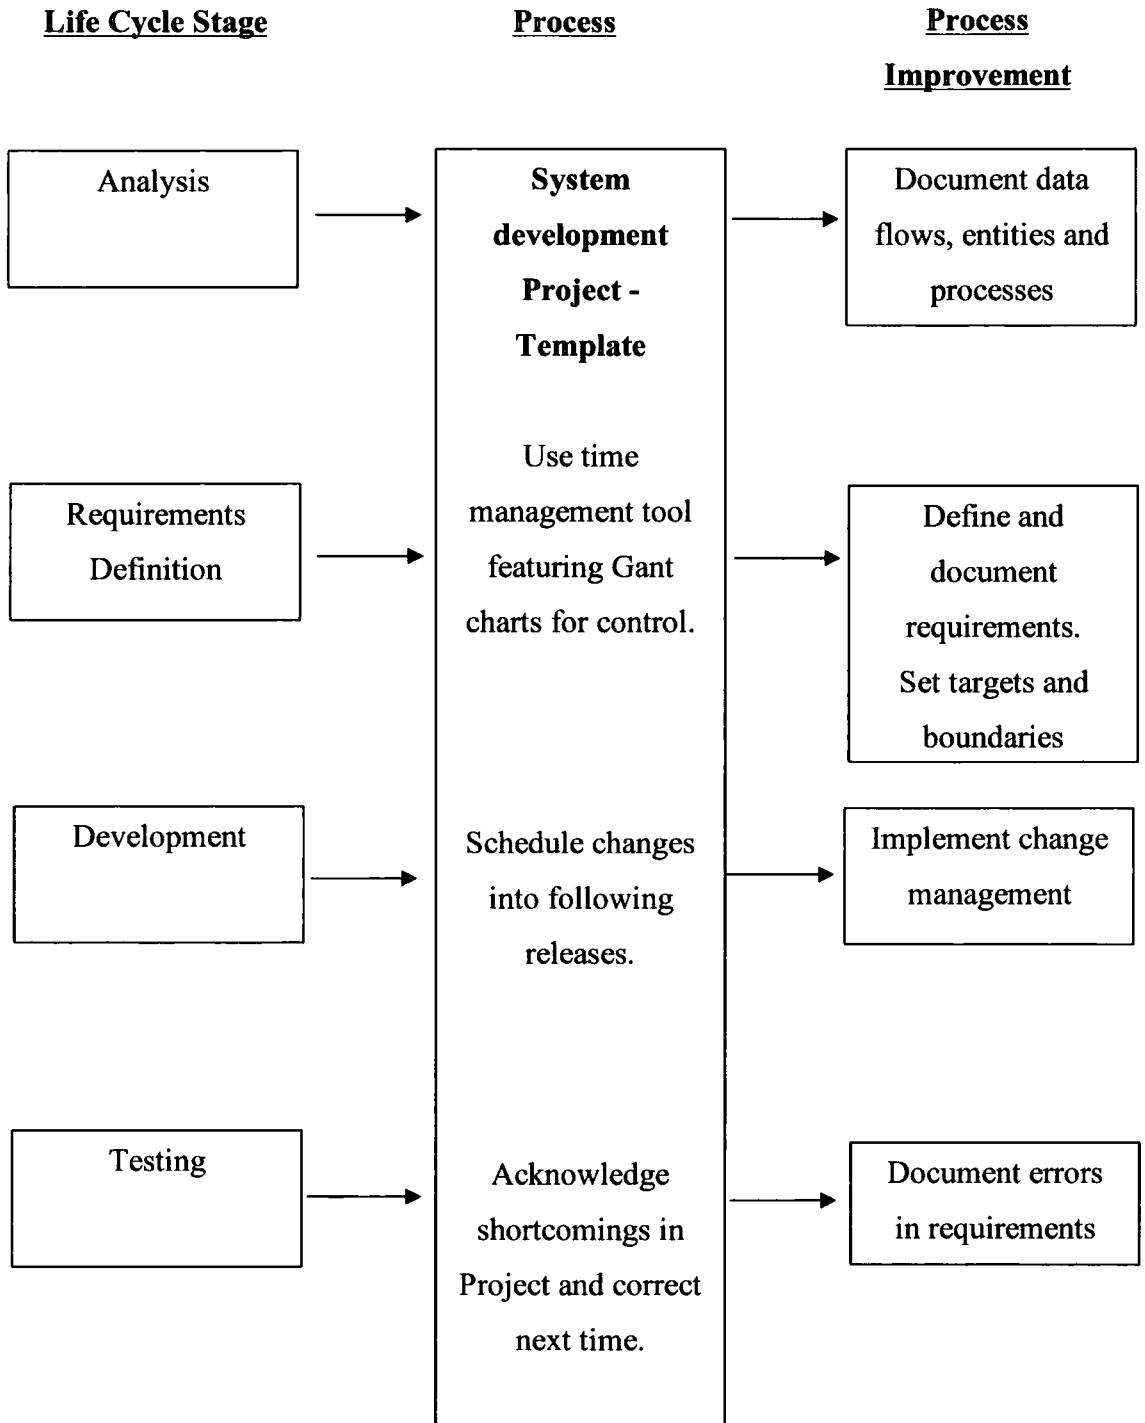 Life Cycle Stage
Process
Process
Improvement
Analysis
System
development
Project -
Template
Document data
flows, entities and
processes
Requirements
Definition
Use time
management tool
featuring Gant
charts for control.
Define and
document
requirements.
Set targets and
boundaries
Development
Schedule changes
into following
releases.
Implement change
management
Testing
Acknowledge
shortcomings in
Project and correct
next time.
Document errors
in requirements